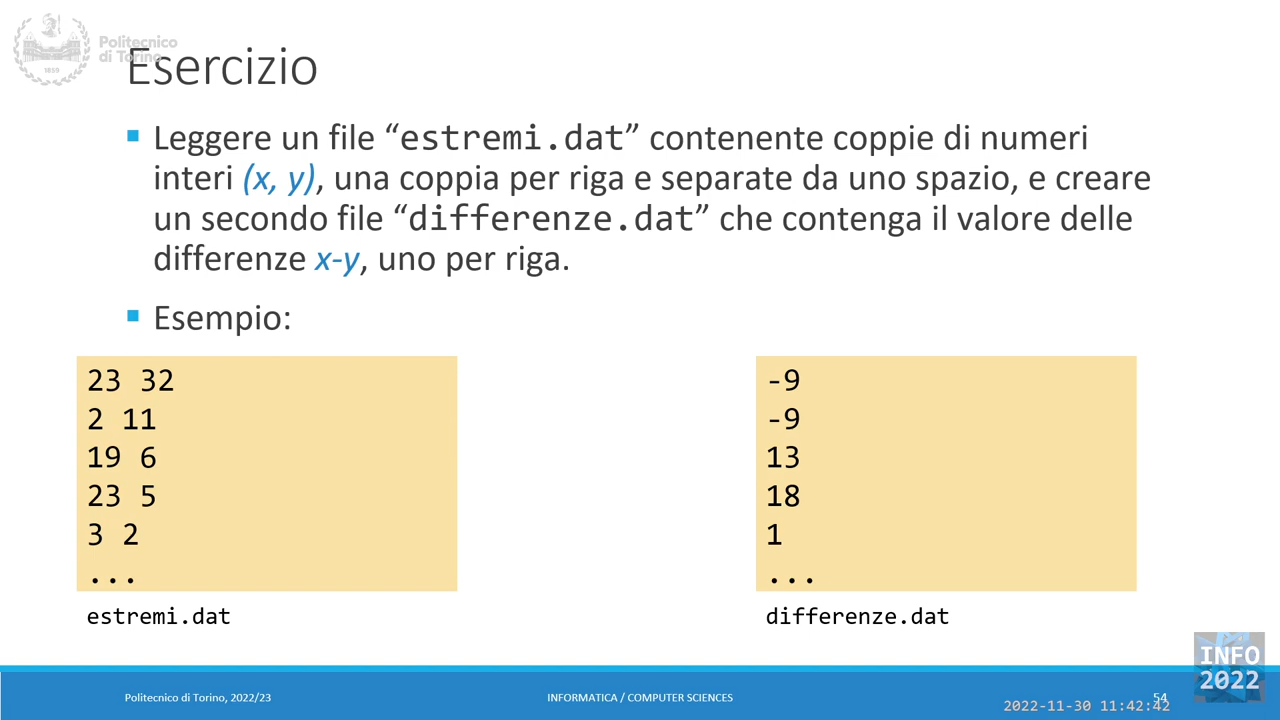 Politecnico
di Torino
1859
Esercizio
▪ Leggere un file “estremi.dat” contenente coppie di numeri
interi (x, y), una coppia per riga e separate da uno spazio, e creare
un secondo file “differenze.dat” che contenga il valore delle
differenze x-y, uno per riga.
▪ Esempio:
23 32
2 11
19 6
23 5
3 2
...
estremi.dat
-9
-9
13
18
1
...
differenze.dat
INFO
2022
Politecnico di Torino, 2022/23
INFORMATICA / COMPUTER SCIENCES
54
2022-11-30 11:42:42